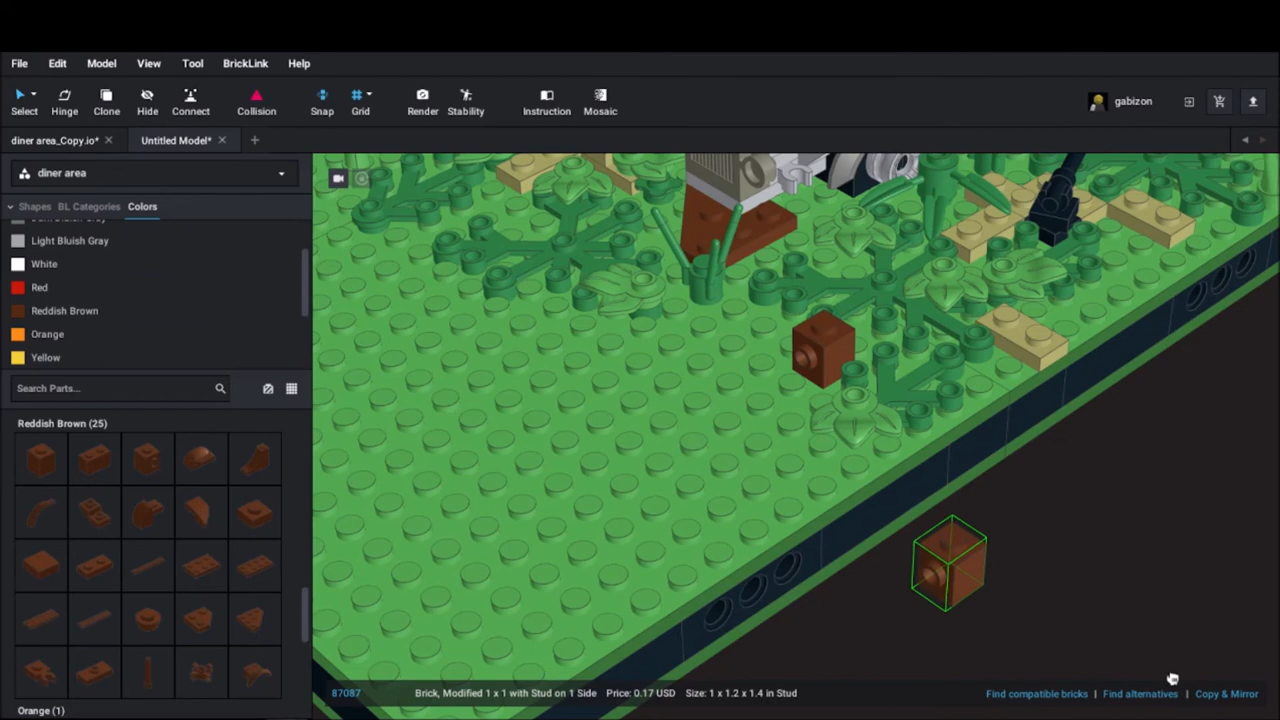 File Edit Model View Tool BrickLink Help
Select Hinge Clone Hide Connect Collision Snap Grid Render Stability Instruction Mosaic gabizon
diner area_Copy.io* Untitled Model*
diner area
Shapes BL Categories Colors
Light Bluish Gray
White
Red
Reddish Brown
Orange
Yellow
Search Parts...
Reddish Brown (25)
Orange (1)
87087 Brick, Modified 1 x 1 with Stud on 1 Side Price: 0.17 USD Size: 1 x 1.2 x 1.4 in Stud Find compatible bricks | Find alternatives | Copy & Mirror